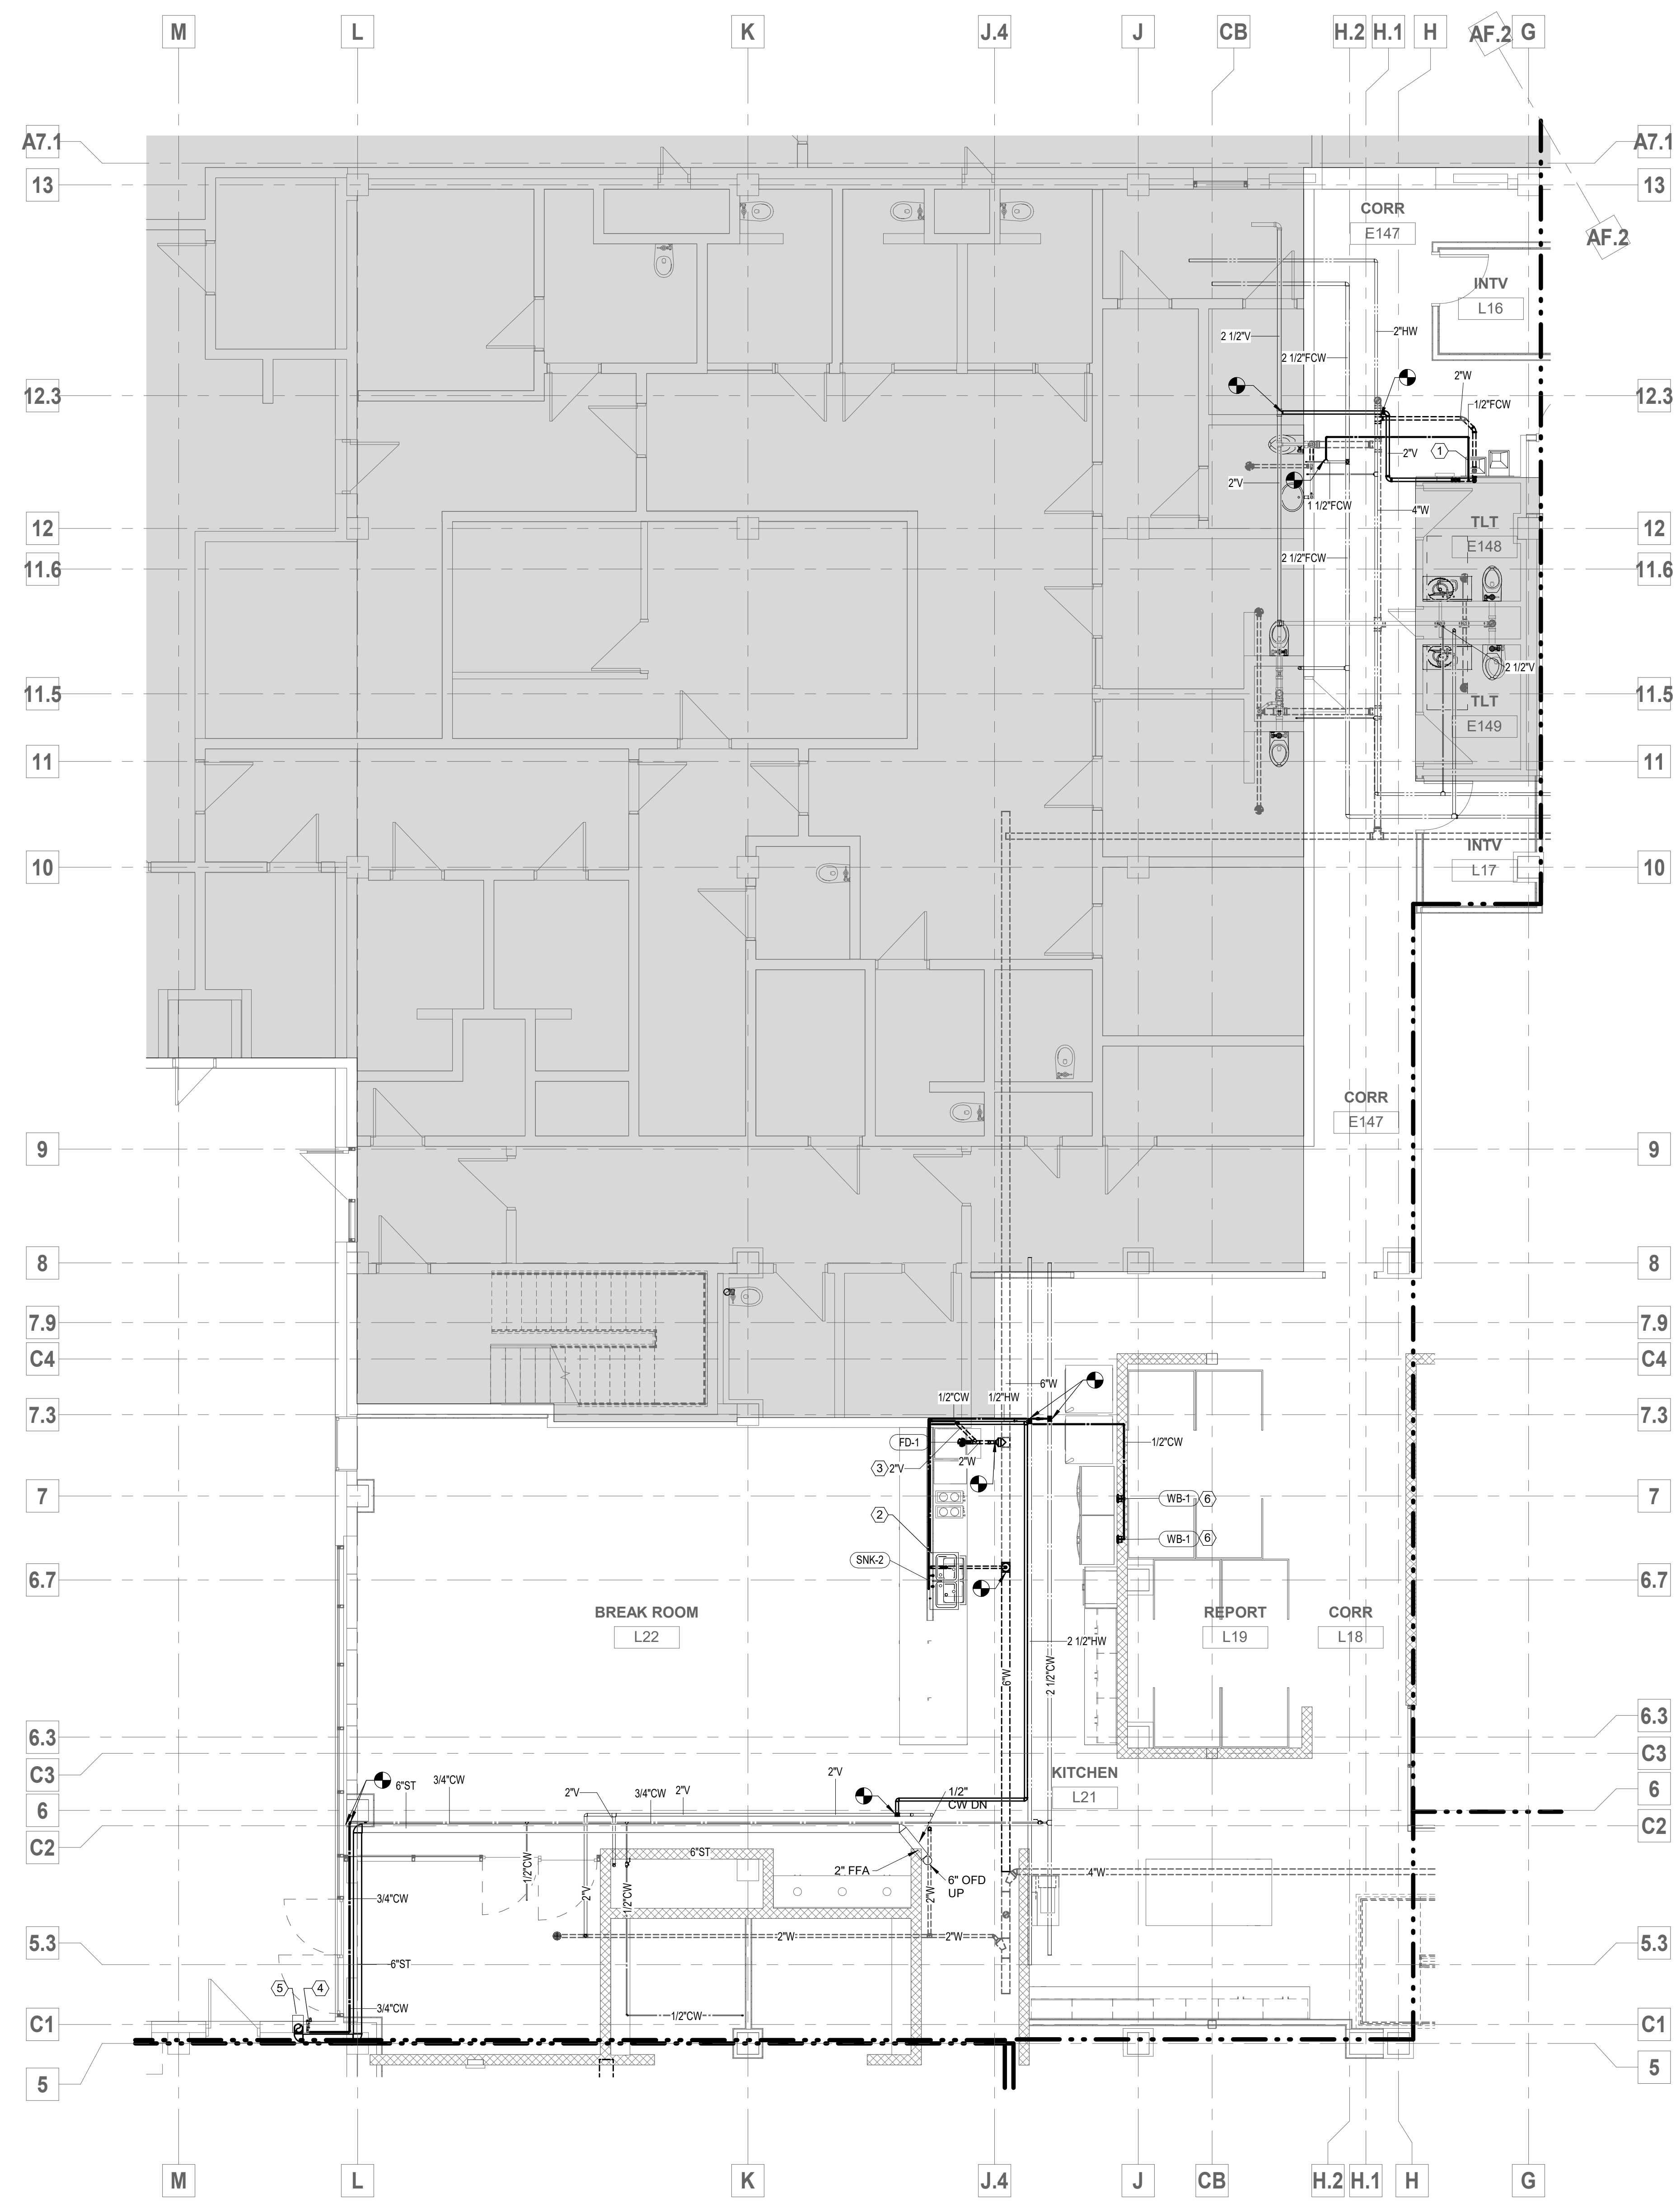 M L K J.4 J CB H.2 H.1 H AF.2 G
A7.1 A7.1
13 13
CORR
E147
AF.2
INTV
L16
2"HW
2 1/2"V
2 1/2"FCW
2"W
12.3 12.3
1/2"FCW
2"V
1
2"V
1 1/2"FCW
4"W
12 TLT 12
E148
2 1/2"FCW
11.6 11.6
2 1/2"V
11.5 11.5
TLT
E149
11 11
INTV
L17
10 10
CORR
E147
9 9
8 8
7.9 7.9
C4 C4
6"W
1/2"CW 1/2"HW
7.3 7.3
FD-1
1/2"CW
2"W
3 2"V
7 WB-1 6 7
2
WB-1 6
SNK-2
6.7 6.7
BREAK ROOM REPORT CORR
L22 L19 L18
2 1/2"HW
6"W
2 1/2"CW
6.3 6.3
C3 C3
KITCHEN
L21
6"ST 3/4"CW 2"V 3/4"CW 2"V 2"V
1/2"
CW DN
6 6
C2 C2
6"ST
1/2"CW
2" FFA
4"W
6" OFD
UP
3/4"CW 2"V 1/2"CW 2"W
2"W 2"W
5.3 5.3
6"ST
5 4
3/4"CW
1/2"CW
C1 C1
5 5
M L K J.4 J CB H.2 H.1 H G